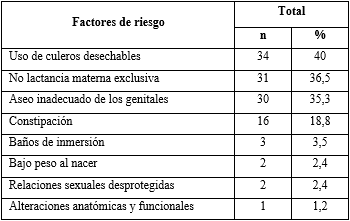 Factores de riesgo Total
n %
Uso de culeros desechables 34 40
No lactancia materna exclusiva 31 36,5
Aseo inadecuado de los genitales 30 35,3
Constipación 16 18,8
Baños de inmersión 3 3,5
Bajo peso al nacer 2 2,4
Relaciones sexuales desprotegidas 2 2,4
Alteraciones anatómicas y funcionales 1 1,2